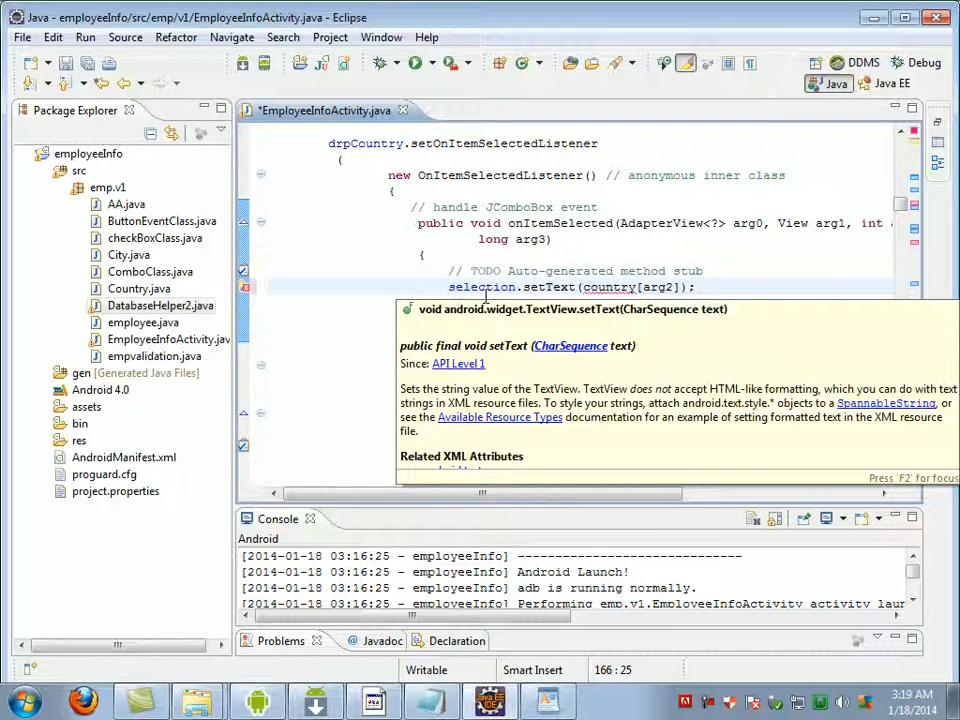 Java - employeeInfo/src/emp/v1/EmployeeInfoActivity.java - Eclipse
File Edit Run Source Refactor Navigate Search Project Window Help
DDMS Debug
Java Java EE
Package Explorer
*EmployeeInfoActivity.java
employeeInfo
src
emp.v1
AA.java
ButtonEventClass.java
checkBoxClass.java
City.java
ComboClass.java
Country.java
DatabaseHelper2.java
employee.java
EmployeeInfoActivity.jav
empvalidation.java
gen [Generated Java Files]
Android 4.0
assets
bin
res
AndroidManifest.xml
proguard.cfg
project.properties
drpCountry.setOnItemSelectedListener
(
new OnItemSelectedListener() // anonymous inner class
{
// handle JComboBox event
public void onItemSelected(AdapterView<?> arg0, View arg1, int a
long arg3)
{
// TODO Auto-generated method stub
selection.setText(country[arg2]);
void android.widget.TextView.setText(CharSequence text)
public final void setText (CharSequence text)
Since: API Level 1
Sets the string value of the TextView. TextView does not accept HTML-like formatting, which you can do with text
strings in XML resource files. To style your strings, attach android.text.style.* objects to a SpannableString, or
see the Available Resource Types documentation for an example of setting formatted text in the XML resource
file.
Related XML Attributes
Press 'F2' for focus
Console
Android
[2014-01-18 03:16:25 - employeeInfo] ------------------------------
[2014-01-18 03:16:25 - employeeInfo] Android Launch!
[2014-01-18 03:16:25 - employeeInfo] adb is running normally.
[2014-01-18 03:16:25 - employeeInfo] Performing emp.v1.EmployeeInfoActivity activity laur
Problems @ Javadoc Declaration
Writable Smart Insert 166 : 25
3:19 AM
1/18/2014